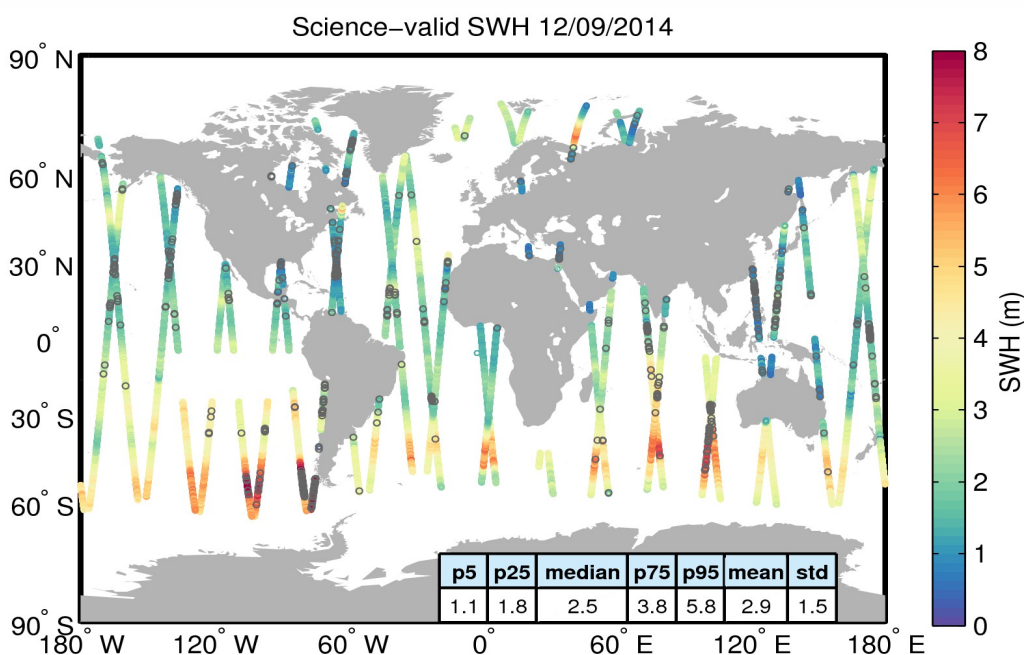 Science−valid SWH 12/09/2014
90° N
60° N
30° N
0°
30° S
60° S
90° S
180° W
120° W
60° W
0°
60° E
120° E
180° E
p5 p25 median p75 p95 mean std
1.1 1.8 2.5 3.8 5.8 2.9 1.5
8
7
6
5
4
3
2
1
0
SWH (m)